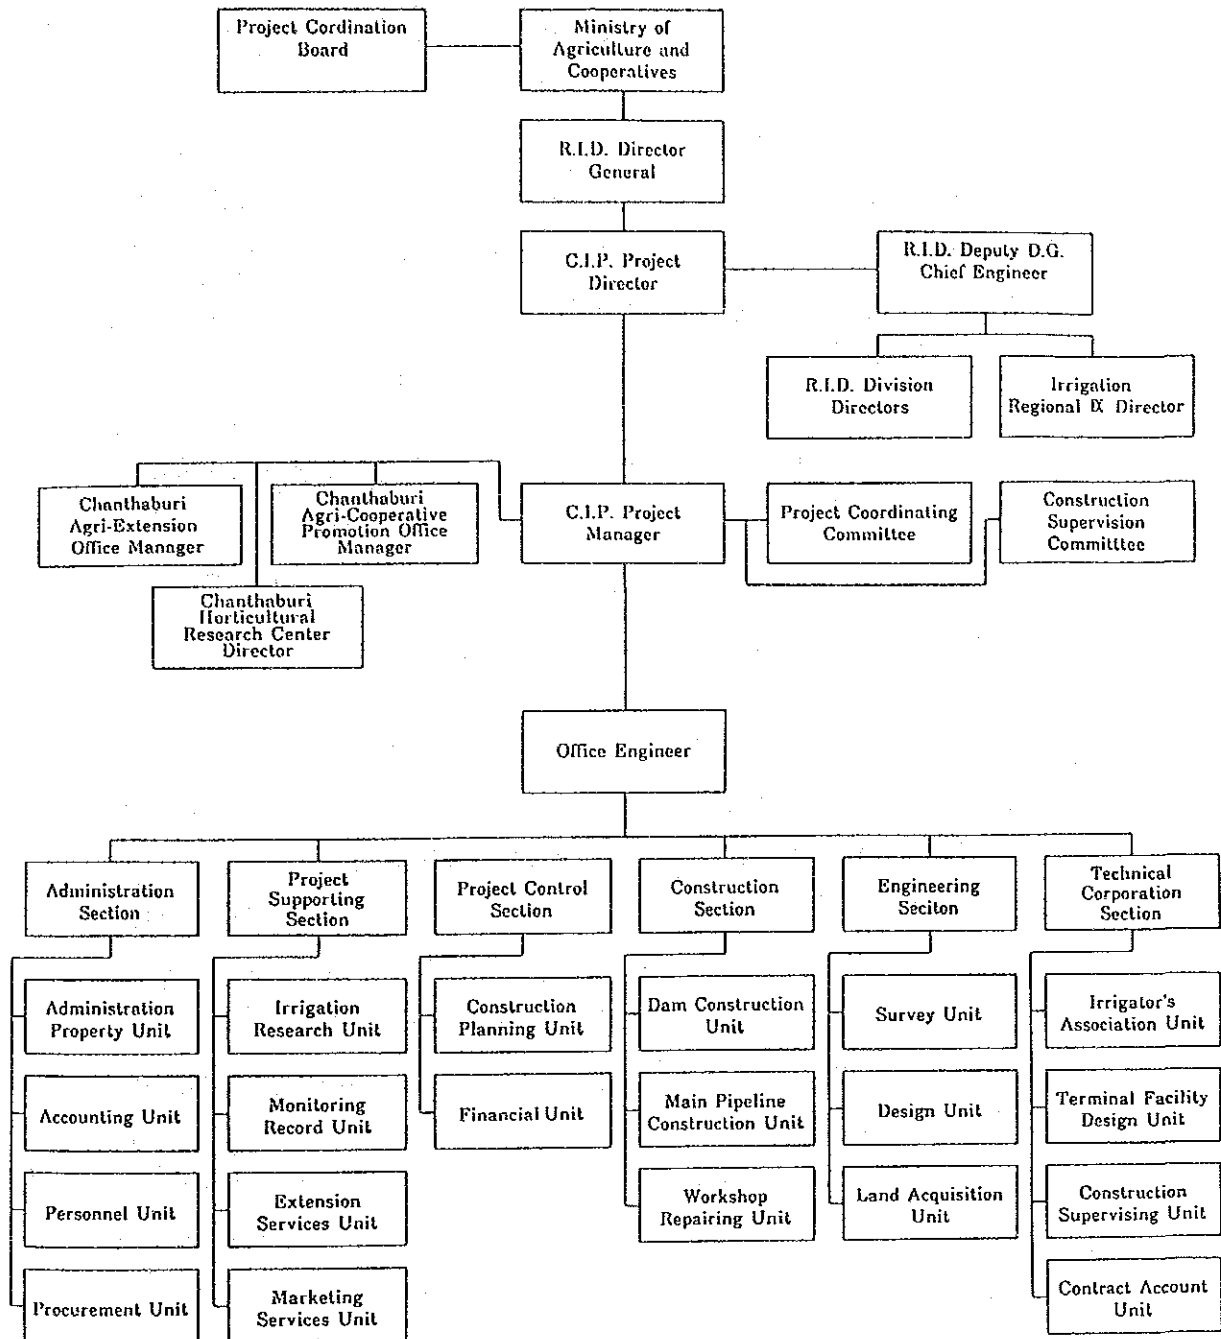 Project Cordination
Board
Ministry of
Agriculture and
Cooperatives
R.I.D. Director
General
C.I.P. Project
Director
R.I.D. Deputy D.G.
Chief Engineer
R.I.D. Division
Directors
Irrigation
Regional IX Director
Chanthaburi
Agri-Extension
Office Manager
Chanthaburi
Agri-Cooperative
Promotion Office
Manager
C.I.P. Project
Manager
Project Coordinating
Committee
Construction
Supervision
Committtee
Chanthaburi
Horticultural
Research Center
Director
Office Engineer
Administration
Section
Project
Supporting
Section
Project Control
Section
Construction
Section
Engineering
Seciton
Technical
Corporation
Section
Administration
Property Unit
Irrigation
Research Unit
Construction
Planning Unit
Dam Construction
Unit
Survey Unit
Irrigator's
Association Unit
Accounting Unit
Monitoring
Record Unit
Financial Unit
Main Pipeline
Construction Unit
Design Unit
Terminal Facility
Design Unit
Personnel Unit
Extension
Services Unit
Workshop
Repairing Unit
Land Acquisition
Unit
Construction
Supervising Unit
Procurement Unit
Marketing
Services Unit
Contract Account
Unit